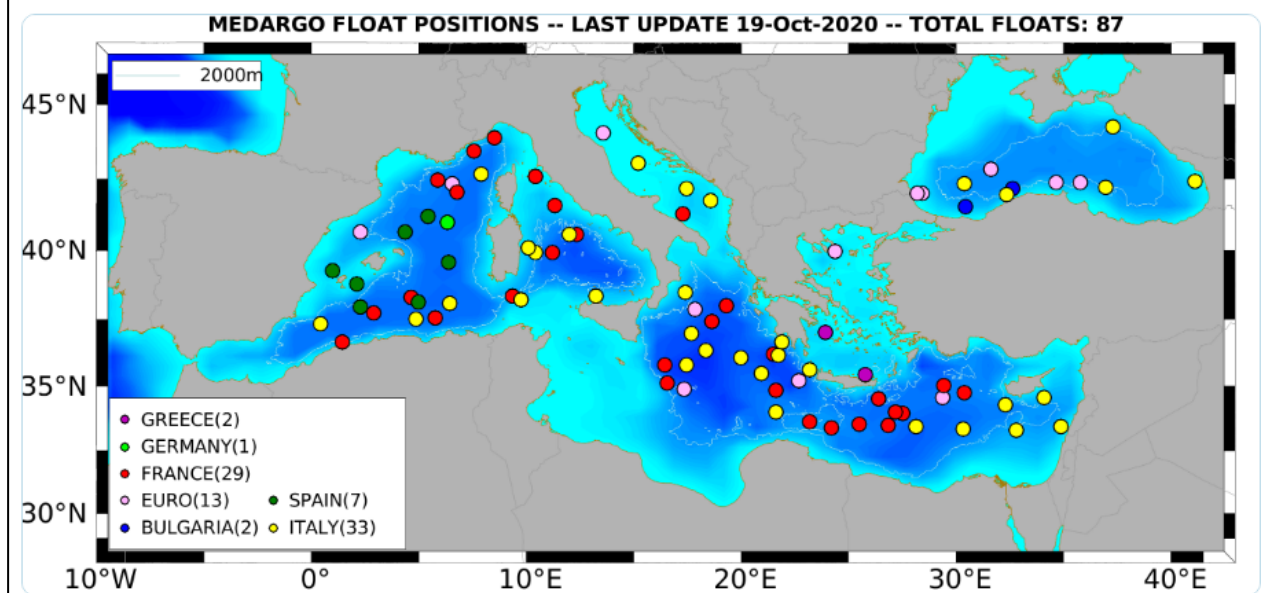 MEDARGO FLOAT POSITIONS -- LAST UPDATE 19-Oct-2020 -- TOTAL FLOATS: 87
2000m
45°N
40°N
35°N
30°N
GREECE(2)
GERMANY(1)
FRANCE(29)
EURO(13) SPAIN(7)
BULGARIA(2) ITALY(33)
10°W 0° 10°E 20°E 30°E 40°E